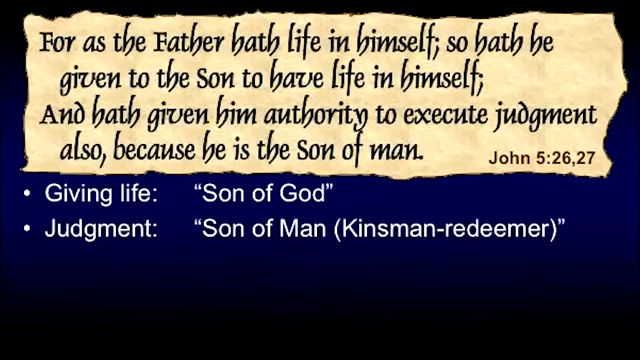 For as the Father hath life in himself; so hath he
given to the Son to have life in himself;
And hath given him authority to execute judgment
also, because he is the Son of man.
John 5:26,27
• Giving life: “Son of God”
• Judgment: “Son of Man (Kinsman-redeemer)”